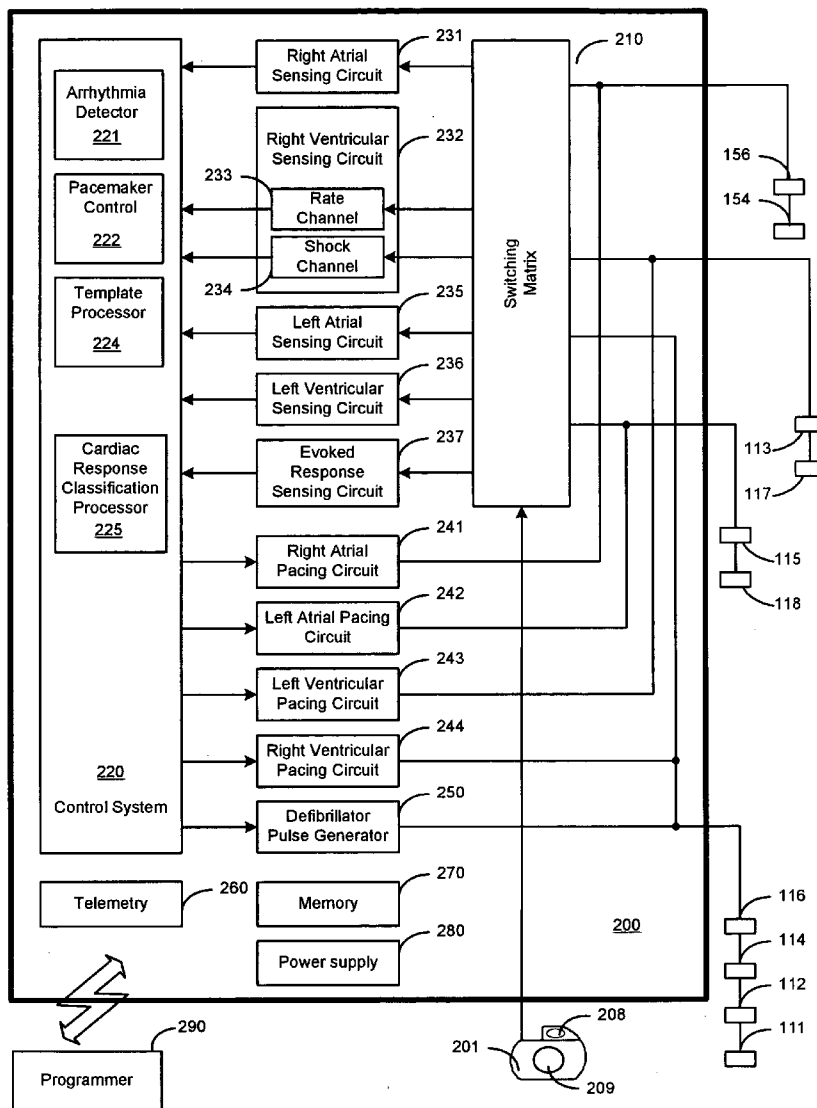 231
Right Atrial
Sensing Circuit
210
Arrhythmia
Detector
221
Right Ventricular
Sensing Circuit
232
233
156
Pacemaker
Control
222
Rate
Channel
154
Shock
Channel
234
Switching
Matrix
Template
Processor
224
235
Left Atrial
Sensing Circuit
236
Left Ventricular
Sensing Circuit
113
237
Cardiac
Response
Classification
Processor
225
Evoked
Response
Sensing Circuit
117
241
Right Atrial
Pacing Circuit
115
118
242
Left Atrial Pacing
Circuit
243
Left Ventricular
Pacing Circuit
244
Right Ventricular
Pacing Circuit
220
Control System
250
Defibrillator
Pulse Generator
Telemetry
260
Memory
270
116
200
280
Power supply
114
112
208
111
290
201
209
Programmer